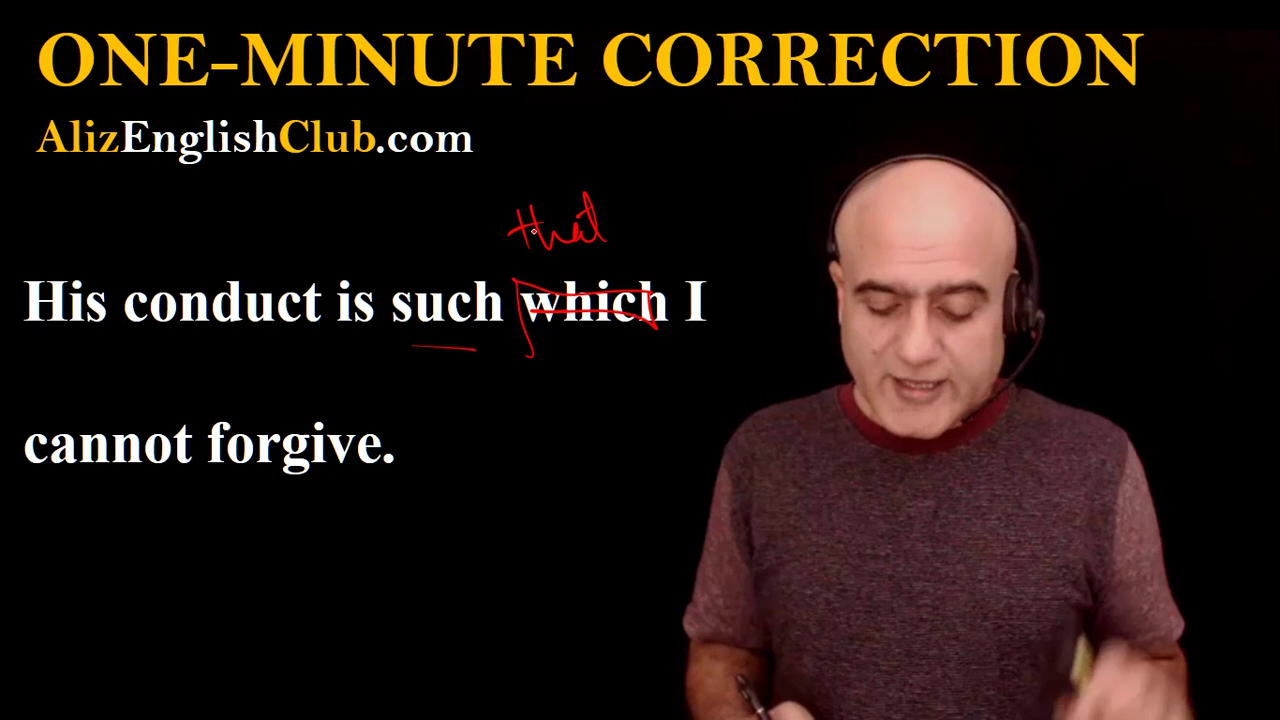 ONE-MINUTE CORRECTION
AlizEnglishClub.com
that
His conduct is such which I
cannot forgive.